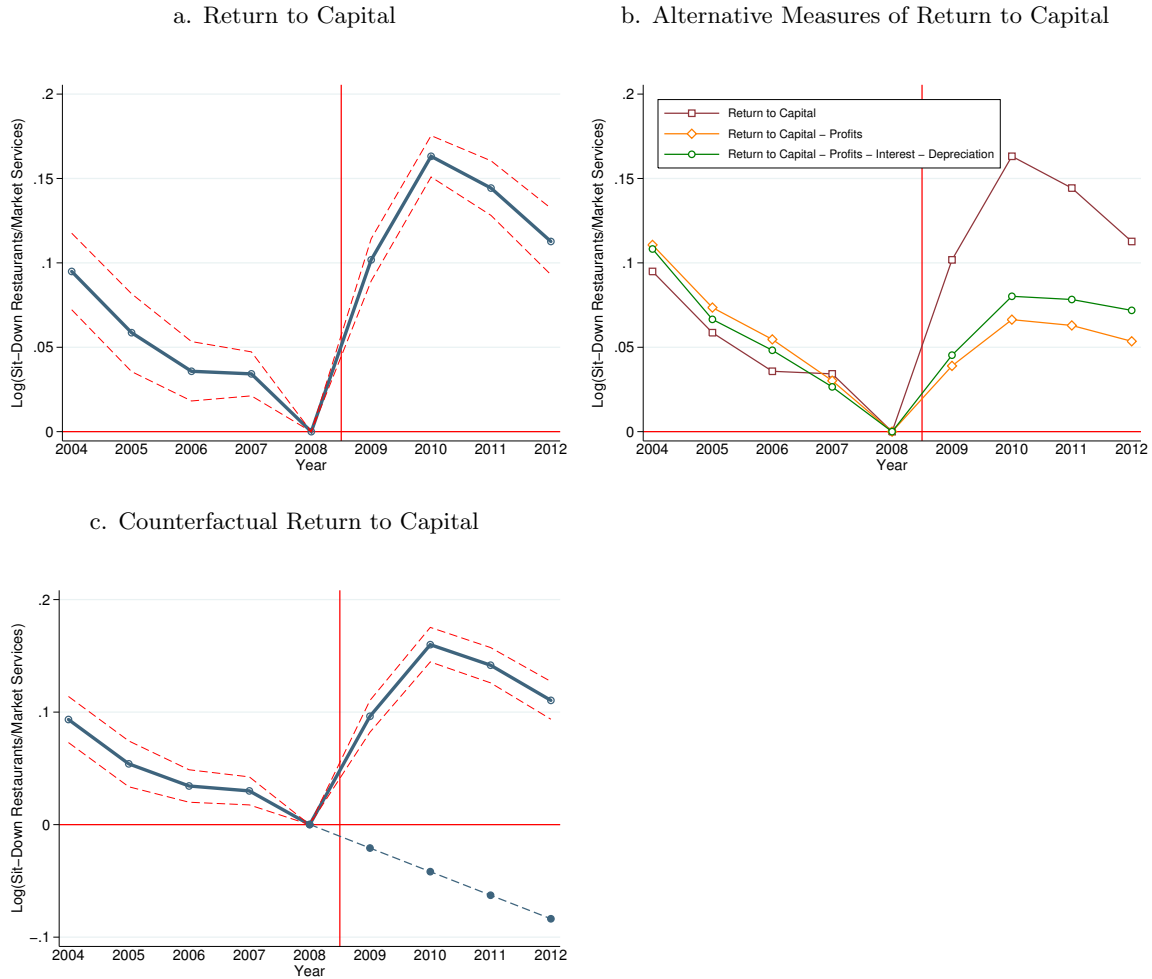 a. Return to Capital
Log(Sit−Down Restaurants/Market Services)
.2
.15
.1
.05
0
2004 2005 2006 2007 2008 2009 2010 2011 2012
Year
b. Alternative Measures of Return to Capital
Log(Sit−Down Restaurants/Market Services)
.2
.15
.1
.05
0
Return to Capital
Return to Capital − Profits
Return to Capital − Profits − Interest − Depreciation
2004 2005 2006 2007 2008 2009 2010 2011 2012
Year
c. Counterfactual Return to Capital
Log(Sit−Down Restaurants/Market Services)
.2
.1
0
−.1
2004 2005 2006 2007 2008 2009 2010 2011 2012
Year